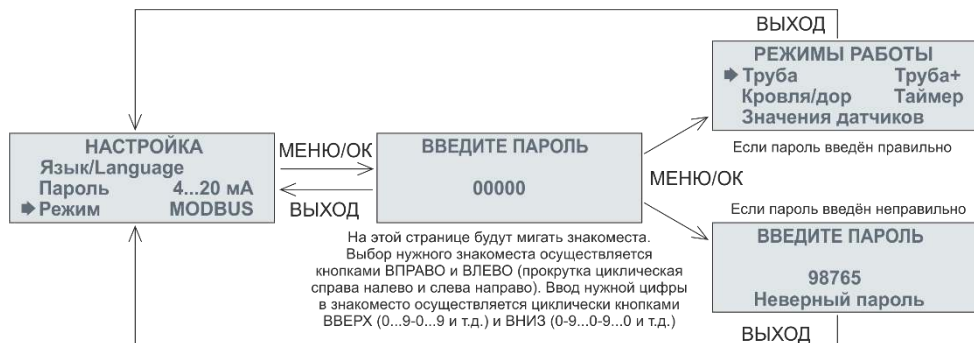 ВЫХОД
РЕЖИМЫ РАБОТЫ
Труба Труба+
Кровля/дор Таймер
Значения датчиков
Если пароль введён правильно
НАСТРОЙКА
Язык/Language
Пароль 4...20 мА
Режим MODBUS
МЕНЮ/ОК
ВЫХОД
ВВЕДИТЕ ПАРОЛЬ
00000
МЕНЮ/ОК
На этой странице будут мигать знакоместа.
Выбор нужного знакоместа осуществляется
кнопками ВПРАВО и ВЛЕВО (прокрутка циклическая
справа налево и слева направо). Ввод нужной цифры
в знакоместо осуществляется циклически кнопками
ВВЕРХ (0...9-0...9 и т.д.) и ВНИЗ (0-9...0-9...0 и т.д.)
Если пароль введён неправильно
ВВЕДИТЕ ПАРОЛЬ
98765
Неверный пароль
ВЫХОД